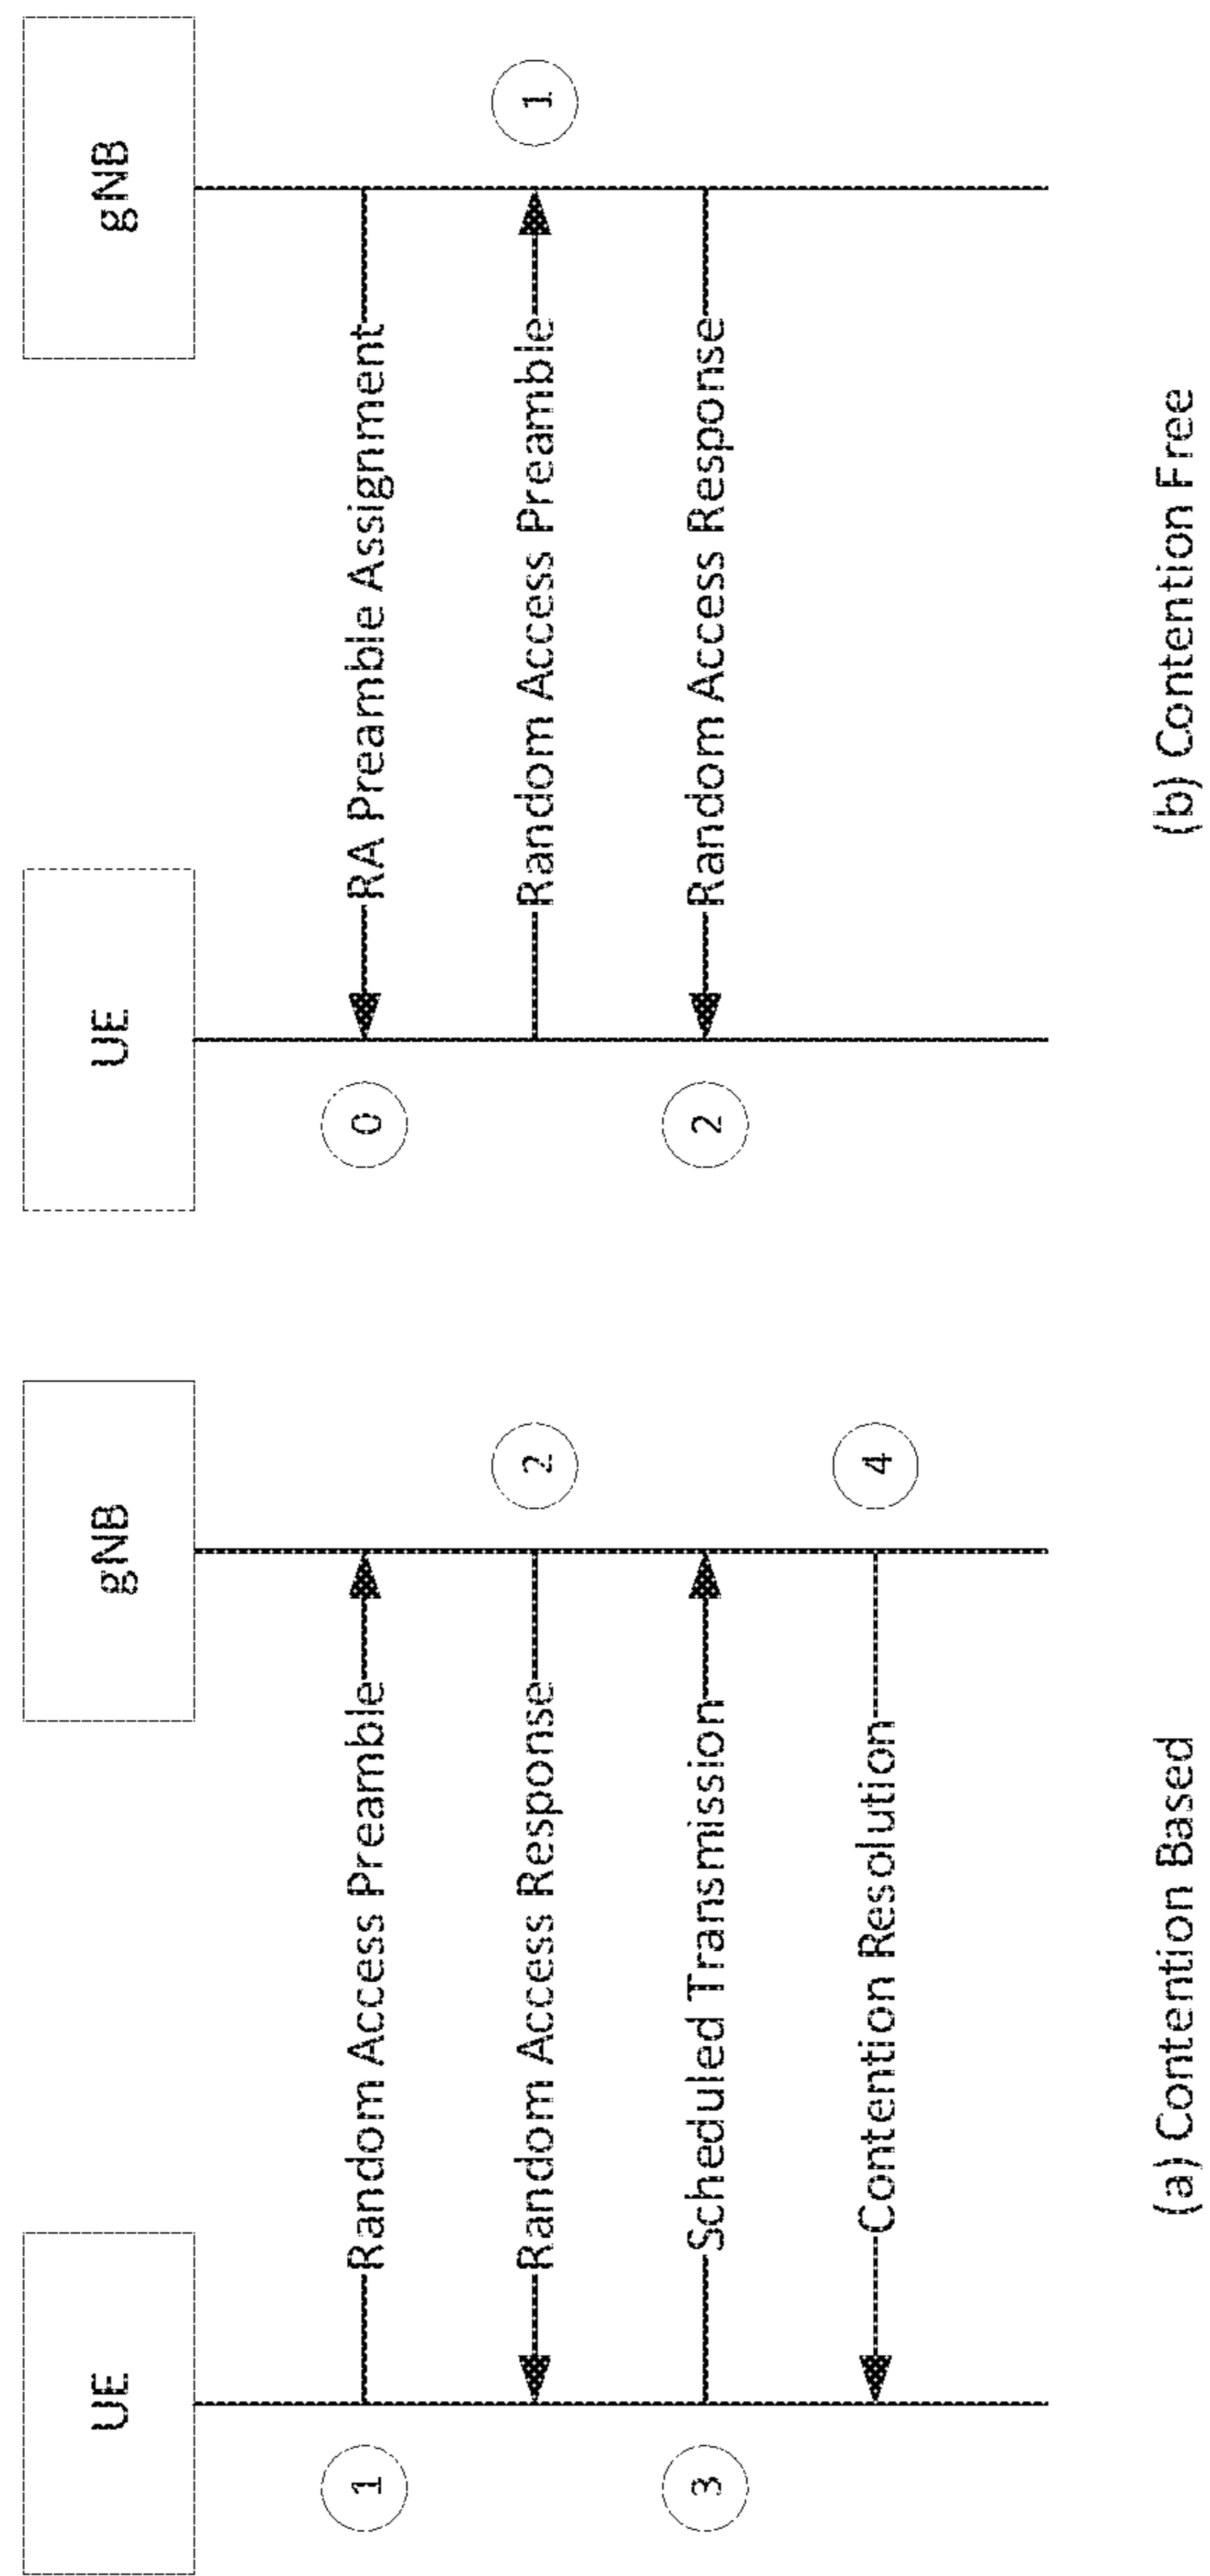 UE
gNB
1
Random Access Preamble
Random Access Response
2
3
Scheduled Transmission
Contention Resolution
4
(a) Contention Based
UE
gNB
0
RA Preamble Assignment
Random Access Preamble
1
2
Random Access Response
(b) Contention Free